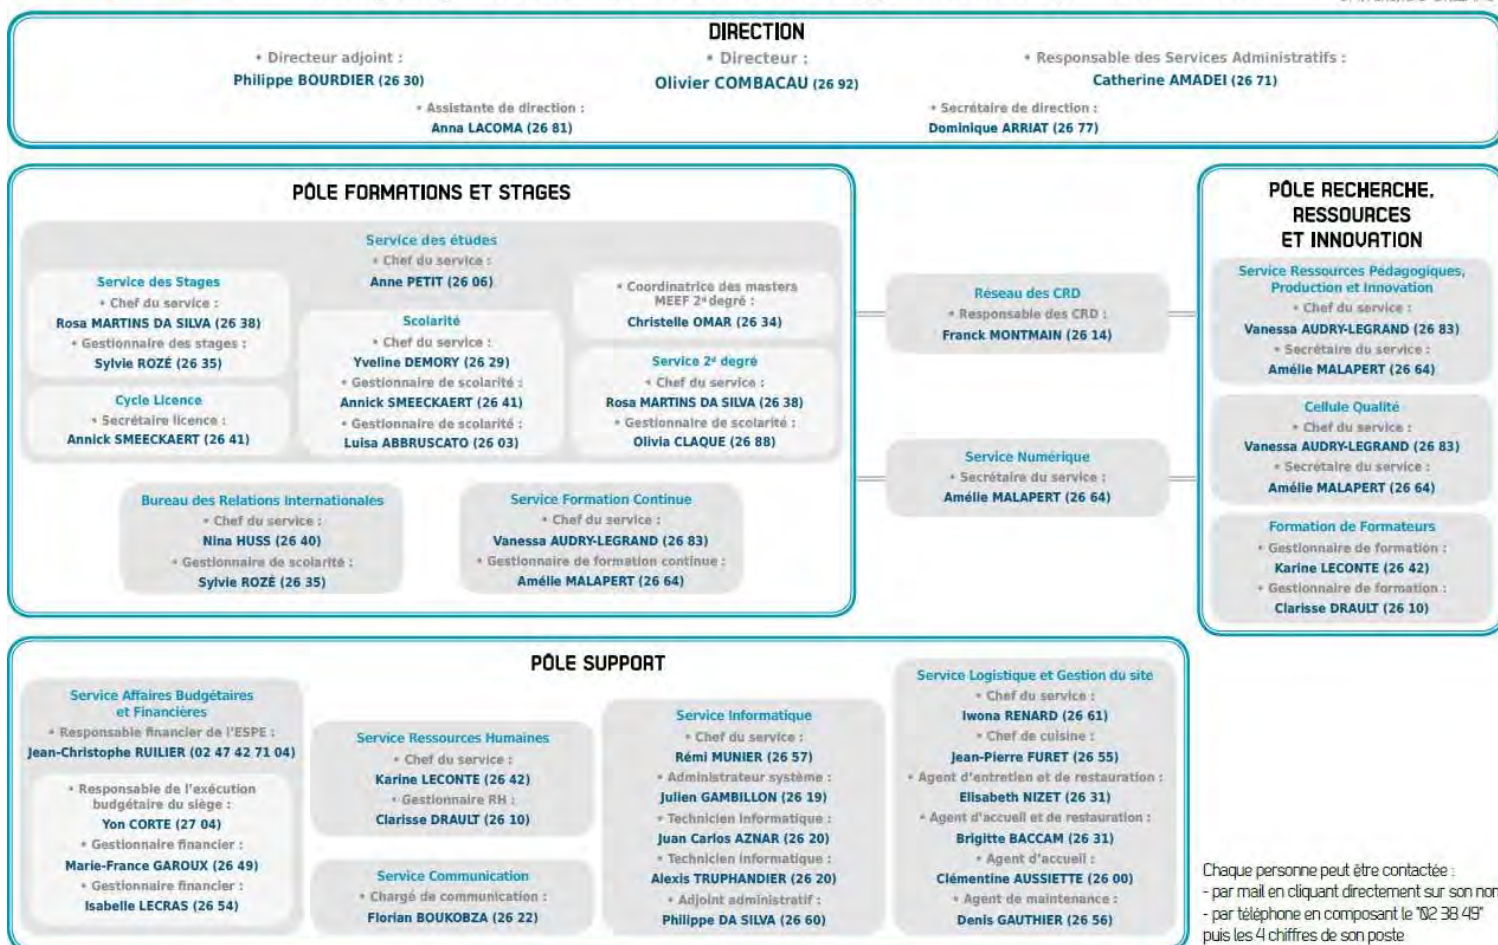 DIRECTION
• Directeur adjoint :
Philippe BOURDIER (26 30)
• Directeur :
Olivier COMBACAU (26 92)
• Responsable des Services Administratifs :
Catherine AMADEI (26 71)
• Assistante de direction :
Anna LACOMA (26 81)
• Secrétaire de direction :
Dominique ARRIAT (26 77)
PÔLE FORMATIONS ET STAGES
Service des études
• Chef du service :
Anne PETIT (26 06)
Service des Stages
• Chef du service :
Rosa MARTINS DA SILVA (26 38)
• Gestionnaire des stages :
Sylvie ROZÉ (26 35)
Cycle Licence
• Secrétaire licence :
Annick SMEECKAERT (26 41)
Scolarité
• Chef du service :
Yveline DEMORY (26 29)
• Gestionnaire de scolarité :
Annick SMEECKAERT (26 41)
• Gestionnaire de scolarité :
Luisa ABBRUSCATO (26 03)
• Coordinatrice des masters
MEEF 2d degré :
Christelle OMAR (26 34)
Service 2d degré
• Chef du service :
Rosa MARTINS DA SILVA (26 38)
• Gestionnaire de scolarité :
Olivia CLAQUE (26 88)
Bureau des Relations Internationales
• Chef du service :
Nina HUSS (26 40)
• Gestionnaire de scolarité :
Sylvie ROZÉ (26 35)
Service Formation Continue
• Chef du service :
Vanessa AUDRY-LEGRAND (26 83)
• Gestionnaire de formation continue :
Amélie MALAPERT (26 64)
Réseau des CRD
• Responsable des CRD :
Franck MONTMAIN (26 14)
Service Numérique
• Secrétaire du service :
Amélie MALAPERT (26 64)
PÔLE RECHERCHE,
RESSOURCES
ET INNOVATION
Service Ressources Pédagogiques,
Production et Innovation
• Chef du service :
Vanessa AUDRY-LEGRAND (26 83)
• Secrétaire du service :
Amélie MALAPERT (26 64)
Cellule Qualité
• Chef du service :
Vanessa AUDRY-LEGRAND (26 83)
• Secrétaire du service :
Amélie MALAPERT (26 64)
Formation de Formateurs
• Gestionnaire de formation :
Karine LECONTE (26 42)
• Gestionnaire de formation :
Clarisse DRAULT (26 10)
PÔLE SUPPORT
Service Affaires Budgétaires
et Financières
• Responsable financier de l'ESPE :
Jean-Christophe RUILIER (02 47 42 71 04)
• Responsable de l'exécution
budgétaire du siège :
Yon CORTE (27 04)
• Gestionnaire financier :
Marie-France GAROUX (26 49)
• Gestionnaire financier :
Isabelle LECRAS (26 54)
Service Ressources Humaines
• Chef du service :
Karine LECONTE (26 42)
• Gestionnaire RH :
Clarisse DRAULT (26 10)
Service Communication
• Chargé de communication :
Florian BOUKOBZA (26 22)
Service Informatique
• Chef du service :
Rémi MUNIER (26 57)
• Administrateur système :
Julien GAMBILLON (26 19)
• Technicien informatique :
Juan Carlos AZNAR (26 20)
• Technicien informatique :
Alexis TRUPHANDIER (26 20)
• Adjoint administratif :
Philippe DA SILVA (26 60)
Service Logistique et Gestion du site
• Chef du service :
Iwona RENARD (26 61)
• Chef de cuisine :
Jean-Pierre FURET (26 55)
• Agent d'entretien et de restauration :
Elisabeth NIZET (26 31)
• Agent d'accueil et de restauration :
Brigitte BACCAM (26 31)
• Agent d'accueil :
Clémentine AUSSIETTE (26 00)
• Agent de maintenance :
Denis GAUTHIER (26 56)
Chaque personne peut être contactée :
- par mail en cliquant directement sur son nom
- par téléphone en composant le "02 38 49"
puis les 4 chiffres de son poste